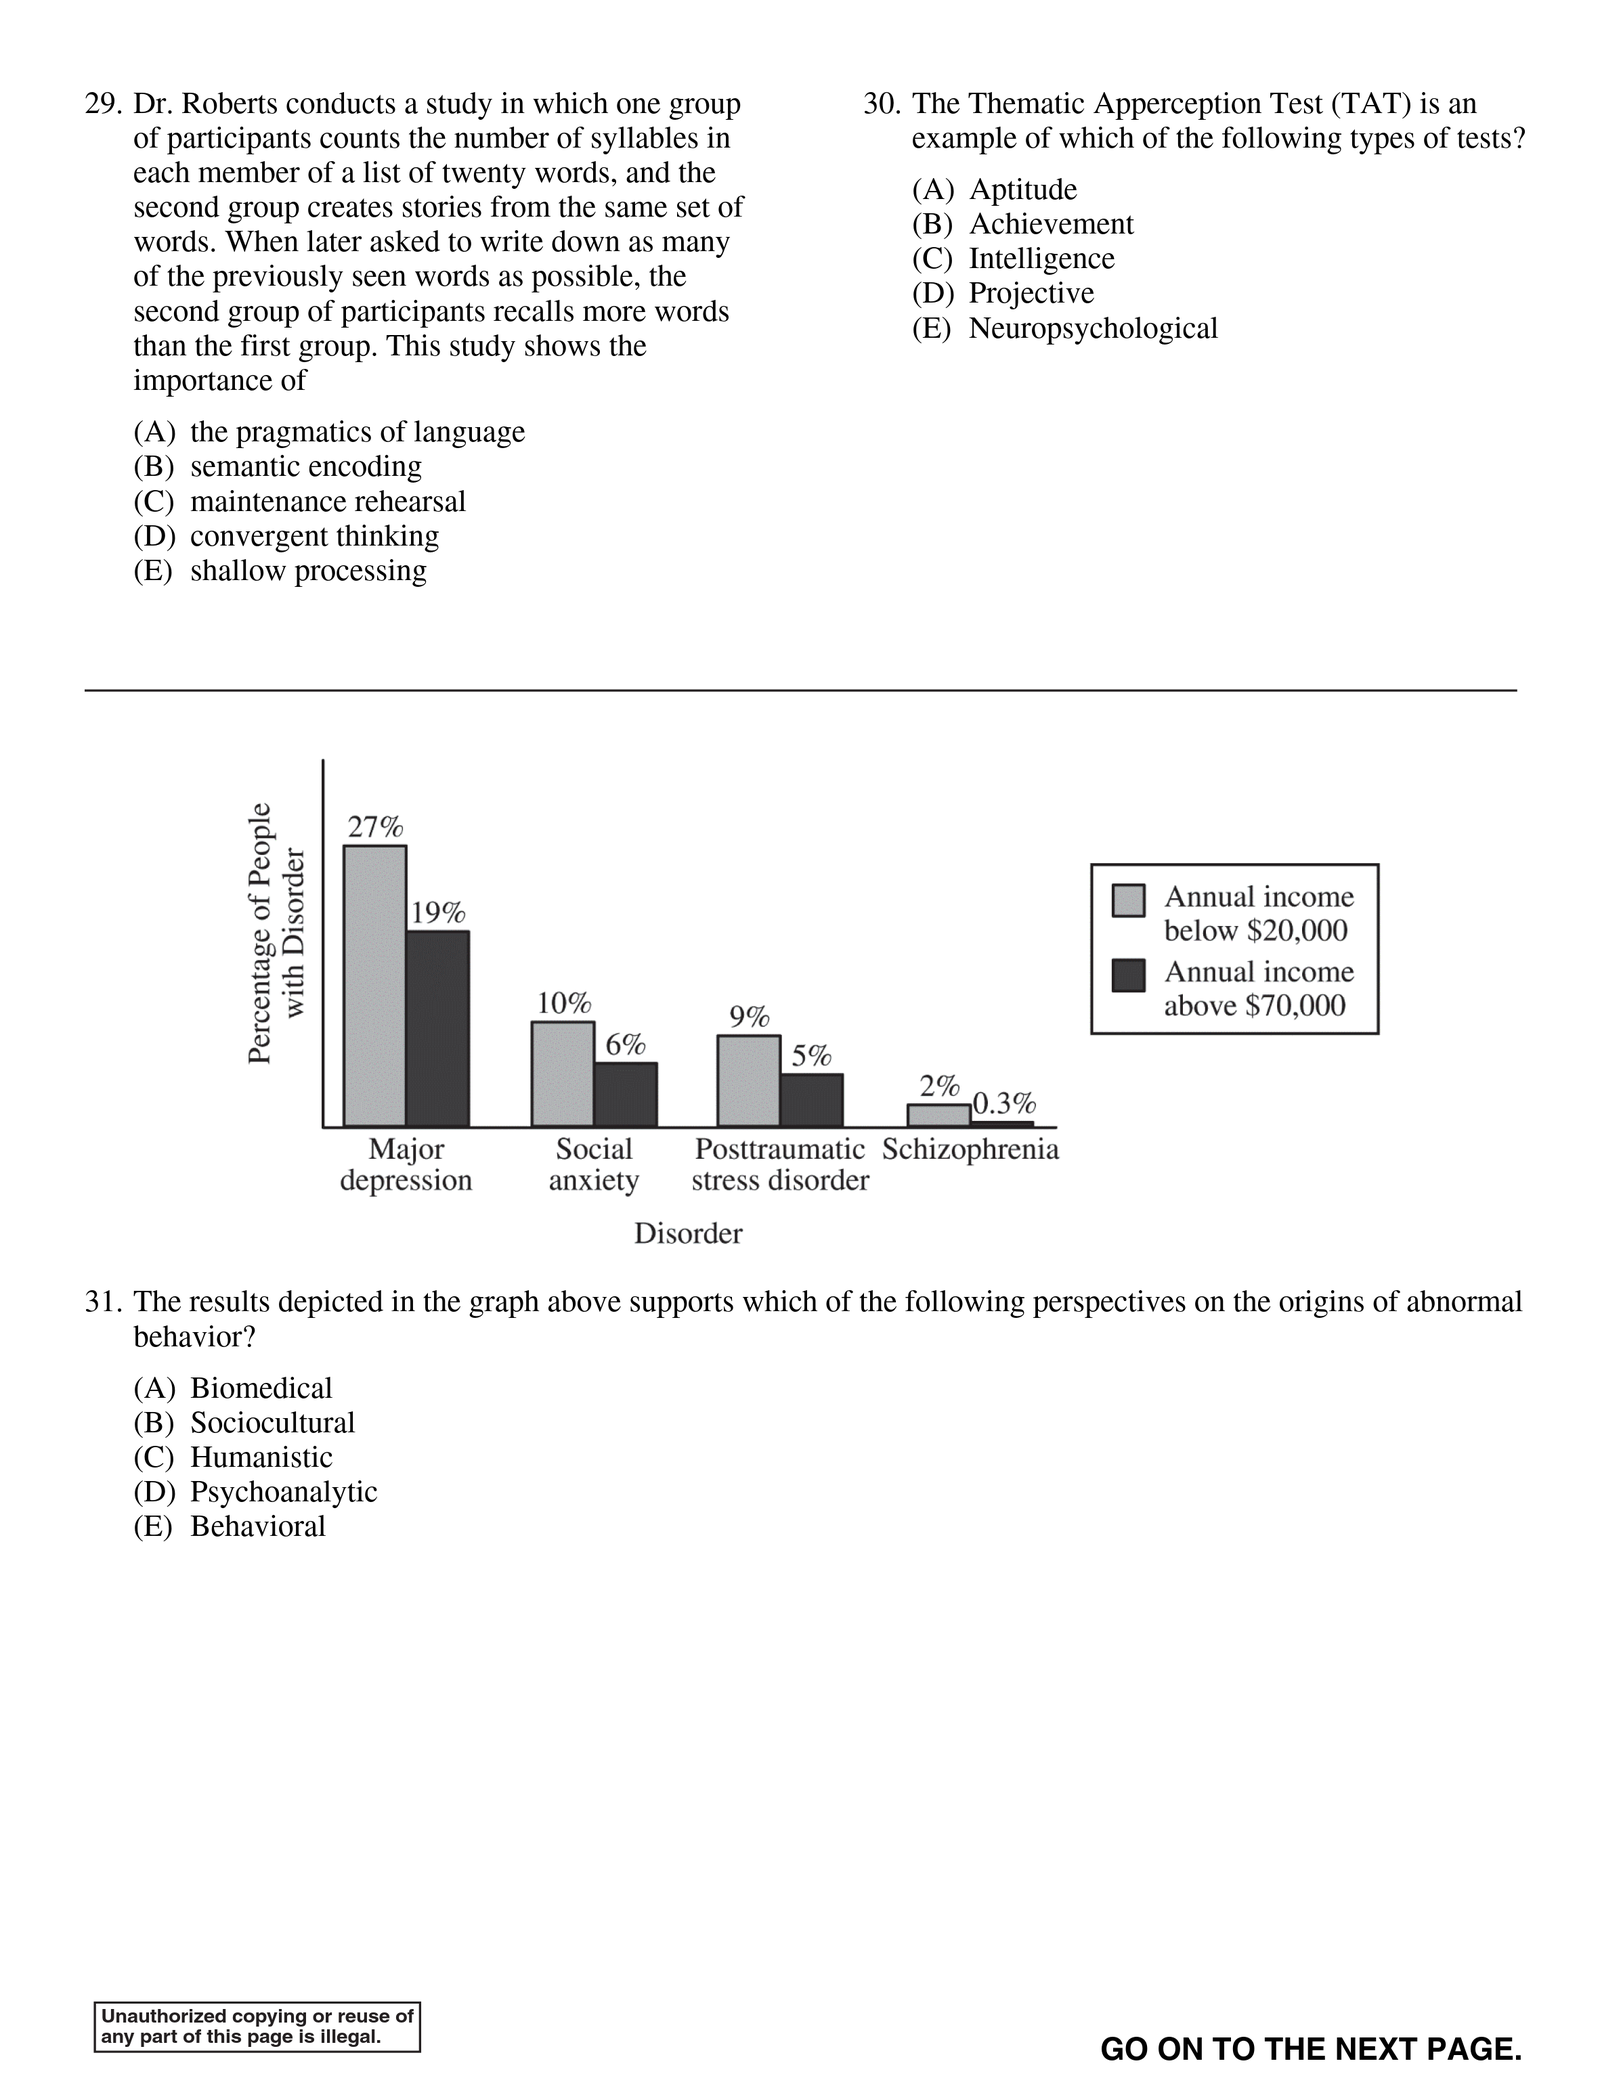 29. Dr. Roberts conducts a study in which one group
of participants counts the number of syllables in
each member of a list of twenty words, and the
second group creates stories from the same set of
words. When later asked to write down as many
of the previously seen words as possible, the
second group of participants recalls more words
than the first group. This study shows the
importance of
(A) the pragmatics of language
(B) semantic encoding
(C) maintenance rehearsal
(D) convergent thinking
(E) shallow processing
30. The Thematic Apperception Test (TAT) is an
example of which of the following types of tests?
(A) Aptitude
(B) Achievement
(C) Intelligence
(D) Projective
(E) Neuropsychological
Percentage of People
with Disorder
27%
19%
10%
6%
9%
5%
2%
0.3%
Major
depression
Social
anxiety
Posttraumatic
stress disorder
Schizophrenia
Disorder
Annual income
below $20,000
Annual income
above $70,000
31. The results depicted in the graph above supports which of the following perspectives on the origins of abnormal
behavior?
(A) Biomedical
(B) Sociocultural
(C) Humanistic
(D) Psychoanalytic
(E) Behavioral
Unauthorized copying or reuse of
any part of this page is illegal.
GO ON TO THE NEXT PAGE.